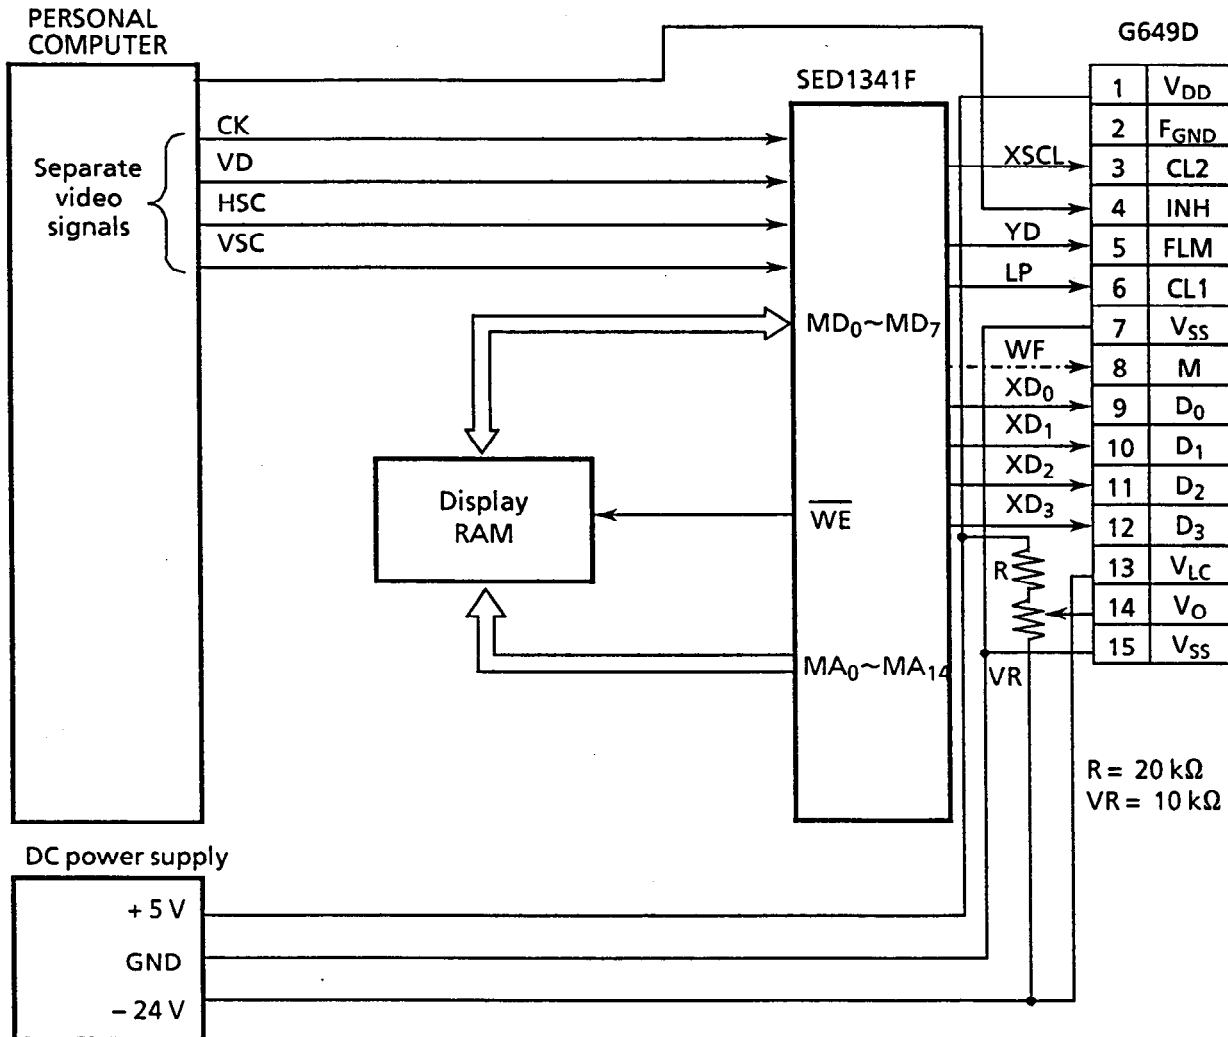 PERSONAL
COMPUTER
G649D
SED1341F
CK
VD
HSC
VSC
Separate
video
signals
XSCL
YD
LP
WF
XD0
XD1
XD2
XD3
1 VDD
2 FGND
3 CL2
4 INH
5 FLM
6 CL1
7 VSS
8 M
9 D0
10 D1
11 D2
12 D3
13 VLC
14 VO
15 VSS
MD0~MD7
Display
RAM
WE
MA0~MA14
R
VR
R = 20 kΩ
VR = 10 kΩ
DC power supply
+ 5 V
GND
– 24 V